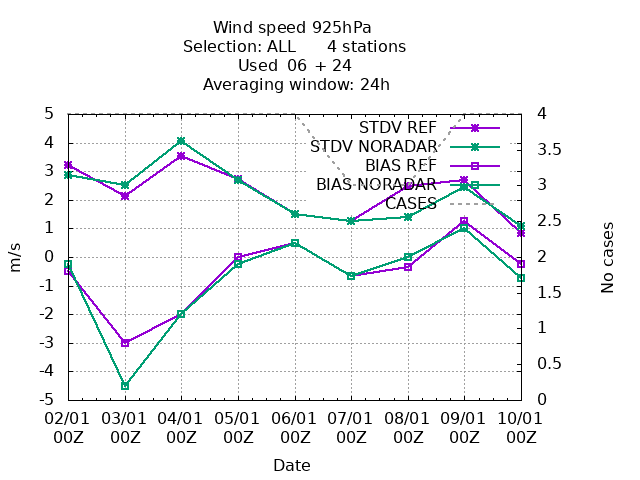 Wind speed 925hPa
Selection: ALL 4 stations
Used 06 + 24
Averaging window: 24h
STDV REF
STDV NORADAR
BIAS REF
BIAS NORADAR
CASES
5
4
3
2
1
0
-1
-2
-3
-4
-5
m/s
4
3.5
3
2.5
2
1.5
1
0.5
0
No cases
02/01 03/01 04/01 05/01 06/01 07/01 08/01 09/01 10/01
00Z 00Z 00Z 00Z 00Z 00Z 00Z 00Z 00Z
Date